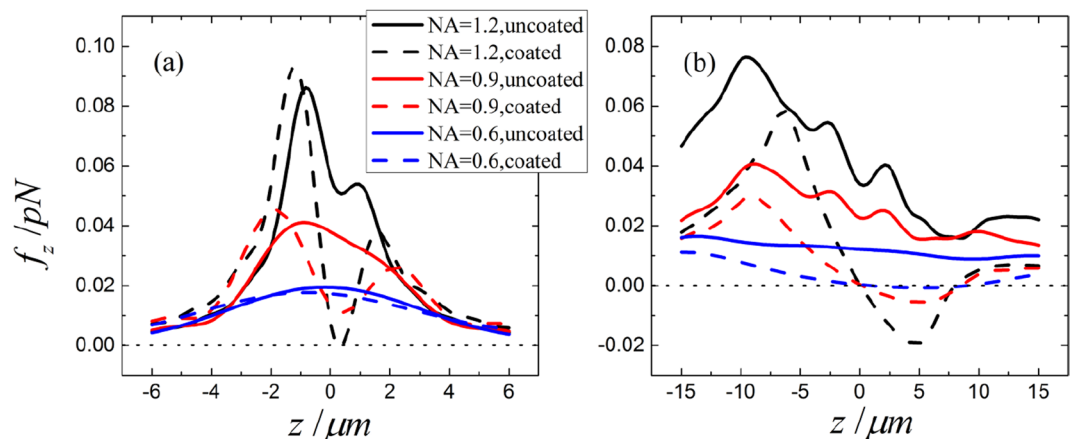 (a)
NA=1.2,uncoated
NA=1.2,coated
NA=0.9,uncoated
NA=0.9,coated
NA=0.6,uncoated
NA=0.6,coated
0.10
0.08
0.06
0.04
0.02
0.00
f_z /pN
-6
-4
-2
0
2
4
6
z /μm
(b)
0.08
0.06
0.04
0.02
0.00
-0.02
-15
-10
-5
0
5
10
15
z /μm